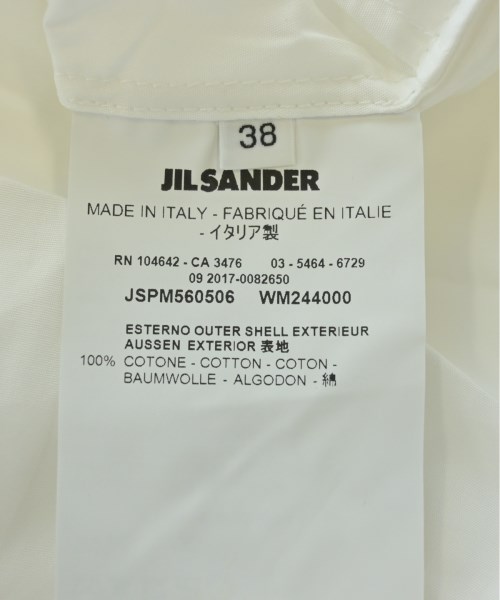 38
JIL SANDER
MADE IN ITALY - FABRIQUÉ EN ITALIE
- イタリア製
RN 104642 - CA 3476 03 - 5464 - 6729
09 2017-0082650
JSPM560506 WM244000
ESTERNO OUTER SHELL EXTERIEUR
AUSSEN EXTERIOR 表地
100% COTONE - COTTON - COTON -
BAUMWOLLE - ALGODON - 綿